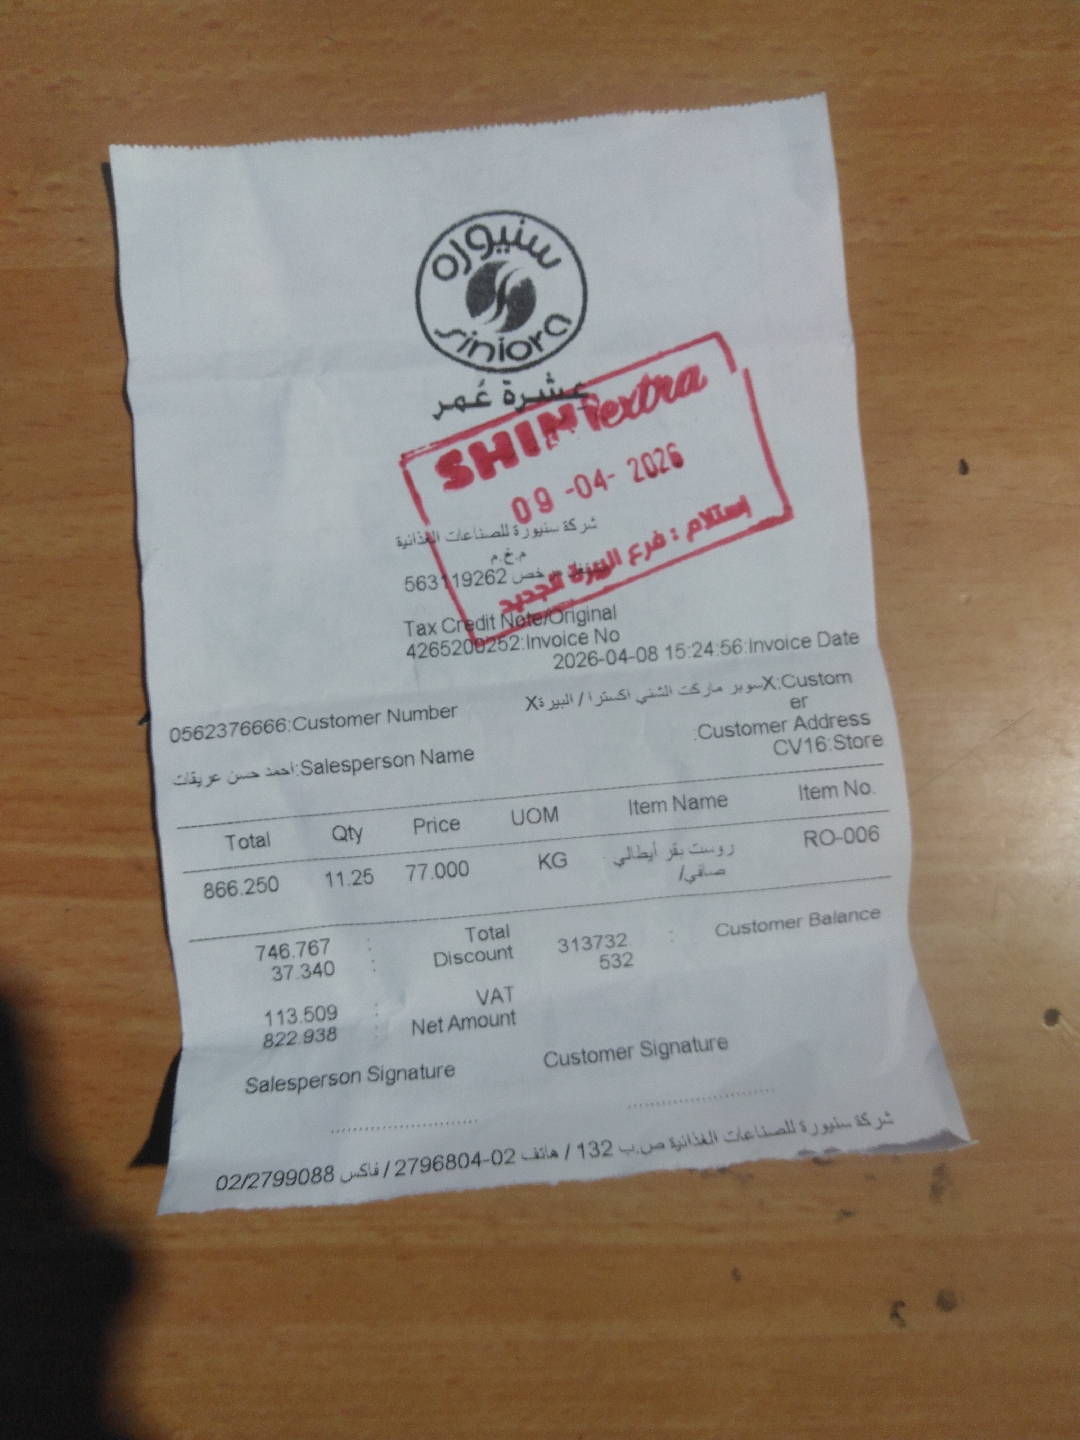 سنيورة
siniora
عشرة عُمر
SHINI extra
09 -04- 2026
إستلام : فرع البيرة الجديد
شركة سنيورة للصناعات الغذائية
م.خ.م
563119262
Tax Credit Note/Original
4265200252:Invoice No
2026-04-08 15:24:56:Invoice Date
Xسوبر ماركت الشني اكسترا / البيرةX:Customer
0562376666:Customer Number
:Customer Address
CV16:Store
احمد حسن عريقات:Salesperson Name
Total Qty Price UOM Item Name Item No.
866.250 11.25 77.000 KG روست بقر أيطالي صافي/ RO-006
746.767 : Total 313732 : Customer Balance
37.340 : Discount 532
113.509 : VAT
822.938 : Net Amount
Salesperson Signature Customer Signature
شركة سنيورة للصناعات الغذائية ص.ب 132 / هاتف 02-2796804 / فاكس 02/2799088